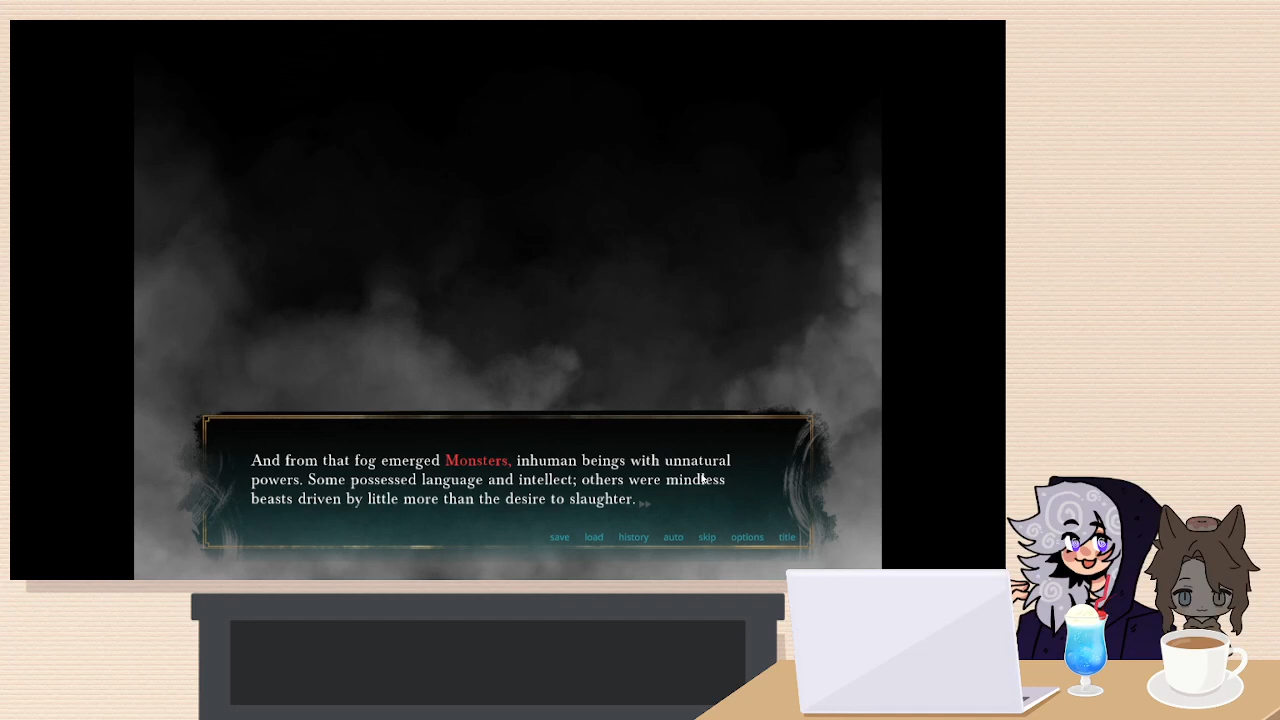 And from that fog emerged Monsters, inhuman beings with unnatural
powers. Some possessed language and intellect; others were mindless
beasts driven by little more than the desire to slaughter.
save load history auto skip options title